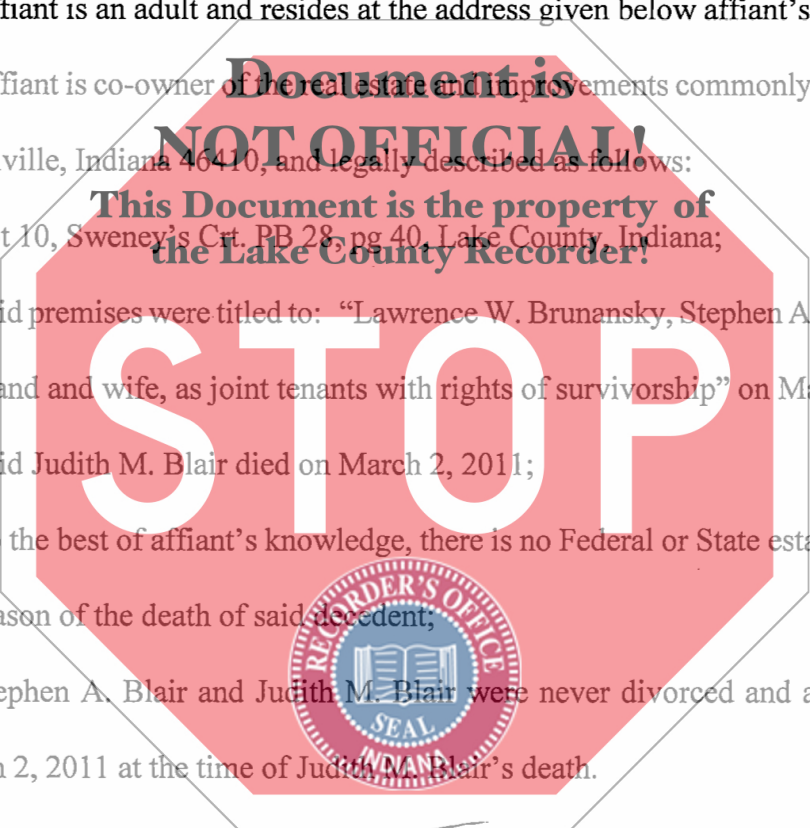 ffiant is an adult and resides at the address given below affiant's
Document is
ffiant is co-owner of the real estate and improvements commonly
NOT OFFICIAL!
ville, Indiana 46410, and legally described as follows:
This Document is the property of
t 10, Sweney's Crt. PB 28, pg 40, Lake County, Indiana;
the Lake County Recorder!
id premises were titled to: “Lawrence W. Brunansky, Stephen A
and and wife, as joint tenants with rights of survivorship” on Ma
STOP
id Judith M. Blair died on March 2, 2011;
the best of affiant's knowledge, there is no Federal or State esta
ason of the death of said decedent;
RECORDER'S OFFICE
ephen A. Blair and Judith M. Blair were never divorced and a
SEAL
INDIANA
2, 2011 at the time of Judith M. Blair's death.